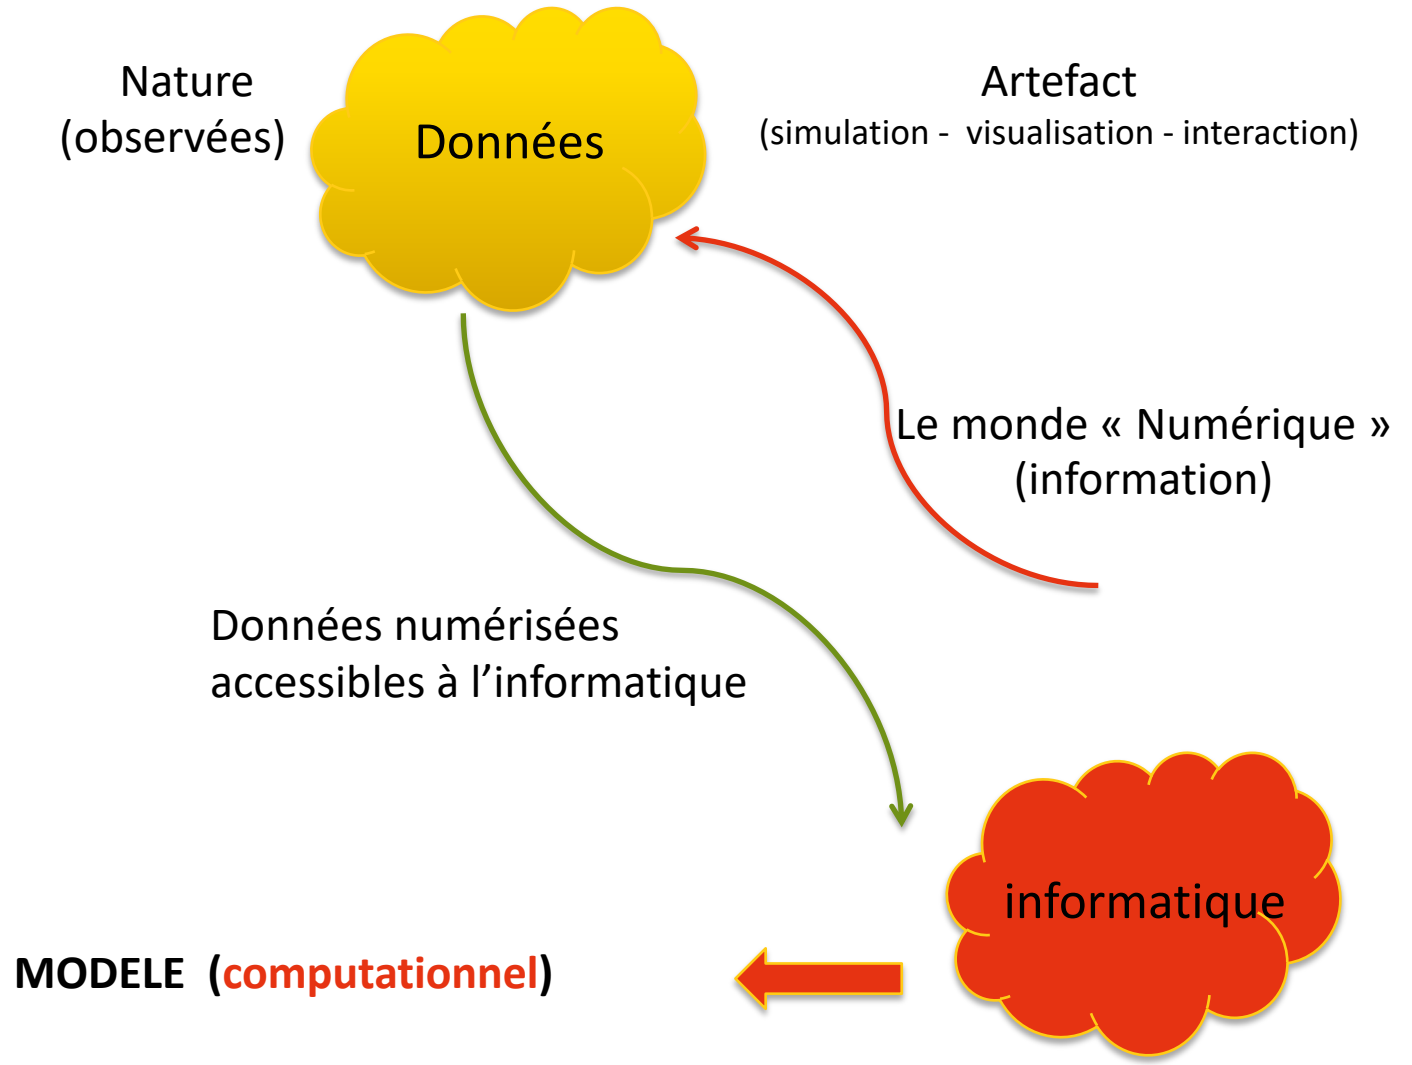 Nature
(observées)
Données
Artefact
(simulation - visualisation - interaction)
Le monde « Numérique »
(information)
Données numérisées
accessibles à l’informatique
informatique
MODELE (computationnel)